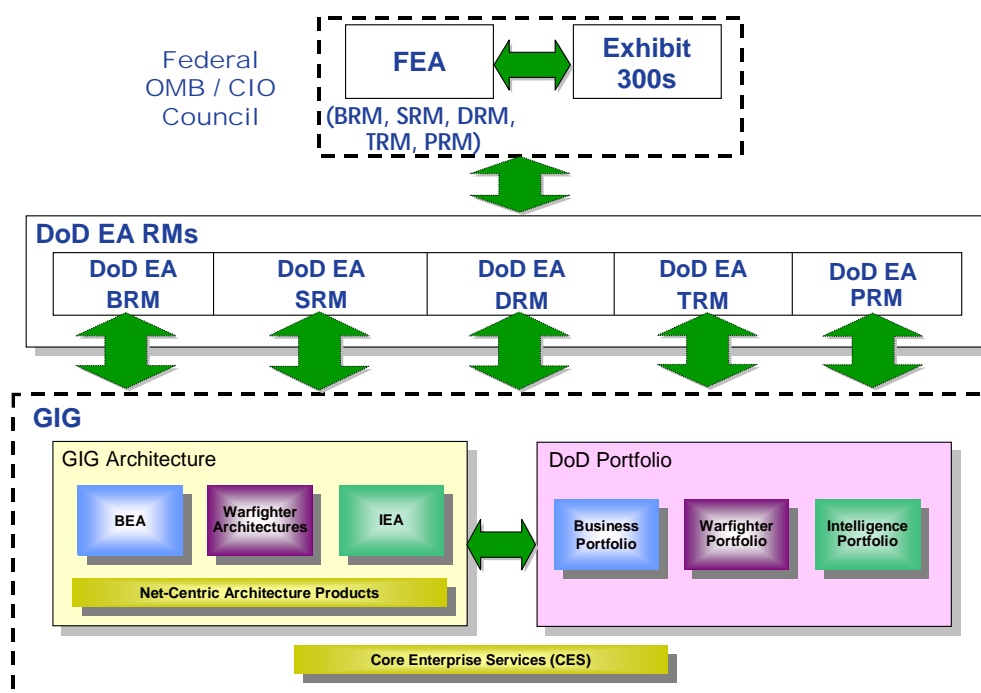 Federal
OMB / CIO
Council
FEA
Exhibit
300s
(BRM, SRM, DRM,
TRM, PRM)
DoD EA RMs
DoD EA
BRM
DoD EA
SRM
DoD EA
DRM
DoD EA
TRM
DoD EA
PRM
GIG
GIG Architecture
BEA
Warfighter
Architectures
IEA
Net-Centric Architecture Products
DoD Portfolio
Business
Portfolio
Warfighter
Portfolio
Intelligence
Portfolio
Core Enterprise Services (CES)